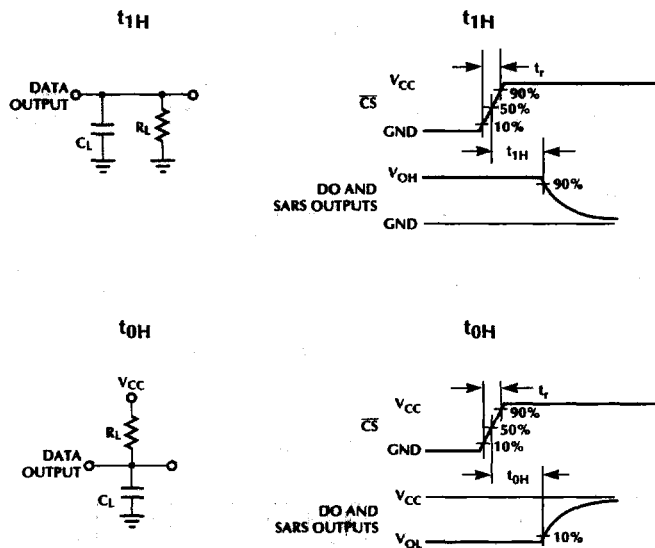 t1H
DATA
OUTPUT
CL
RL
t1H
tr
VCC
CS
90%
50%
10%
GND
t1H
VOH
DO AND
SARS OUTPUTS
90%
GND
t0H
VCC
RL
DATA
OUTPUT
CL
t0H
tr
VCC
CS
90%
50%
10%
GND
t0H
VCC
DO AND
SARS OUTPUTS
VOL
10%